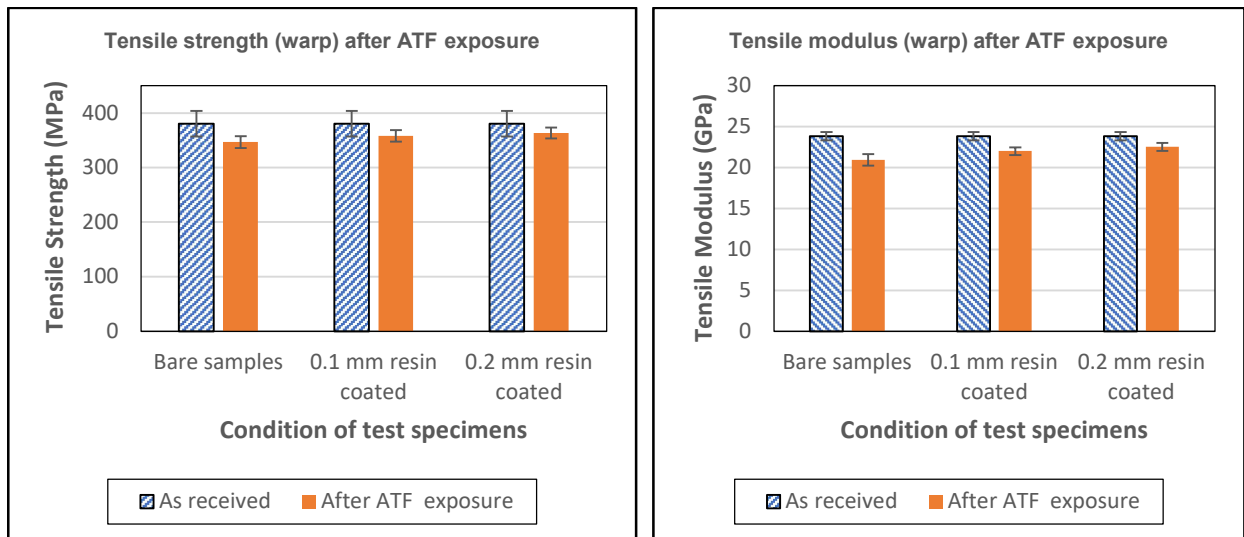 Tensile strength (warp) after ATF exposure
Tensile Strength (MPa)
400
300
200
100
0
Bare samples
0.1 mm resin
coated
0.2 mm resin
coated
Condition of test specimens
As received
After ATF exposure
Tensile modulus (warp) after ATF exposure
Tensile Modulus (GPa)
30
25
20
15
10
5
0
Bare samples
0.1 mm resin
coated
0.2 mm resin
coated
Condition of test specimens
As received
After ATF exposure